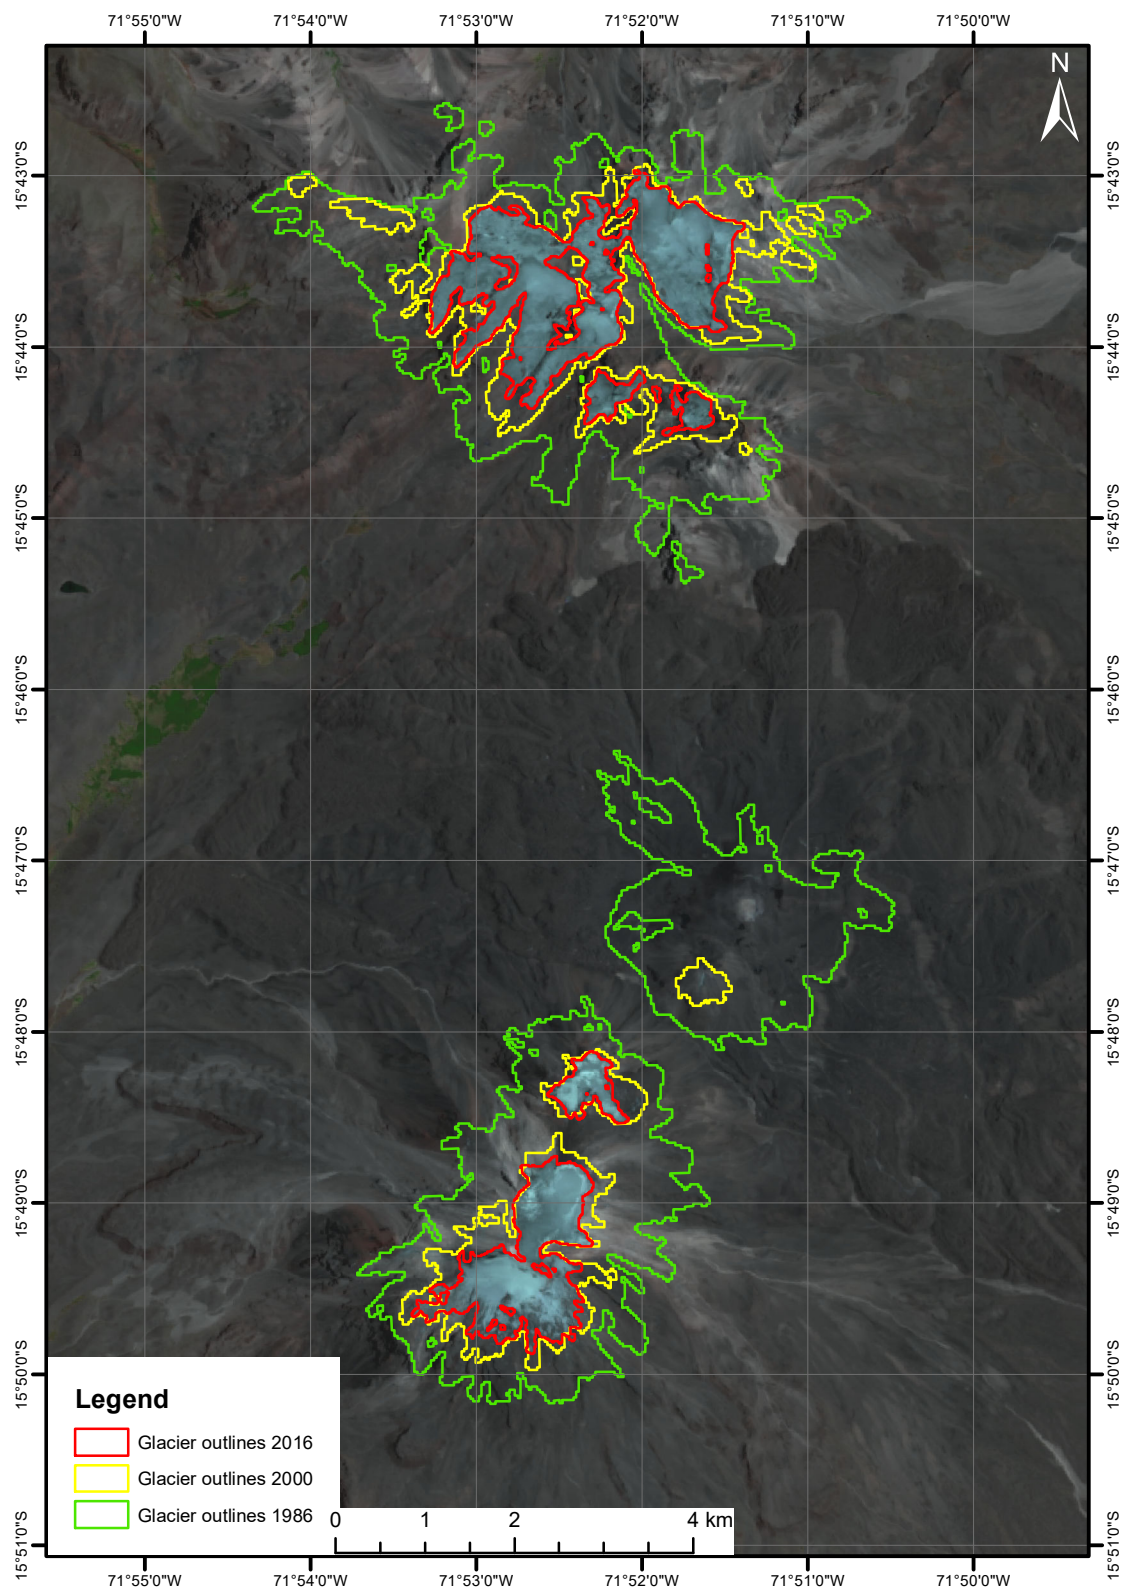 71°55'0"W 71°54'0"W 71°53'0"W 71°52'0"W 71°51'0"W 71°50'0"W
N
15°43'0"S 15°43'0"S
15°44'0"S 15°44'0"S
15°45'0"S 15°45'0"S
15°46'0"S 15°46'0"S
15°47'0"S 15°47'0"S
15°48'0"S 15°48'0"S
15°49'0"S 15°49'0"S
15°50'0"S 15°50'0"S
Legend
Glacier outlines 2016
Glacier outlines 2000
Glacier outlines 1986
0 1 2 4 km
15°51'0"S 15°51'0"S
71°55'0"W 71°54'0"W 71°53'0"W 71°52'0"W 71°51'0"W 71°50'0"W